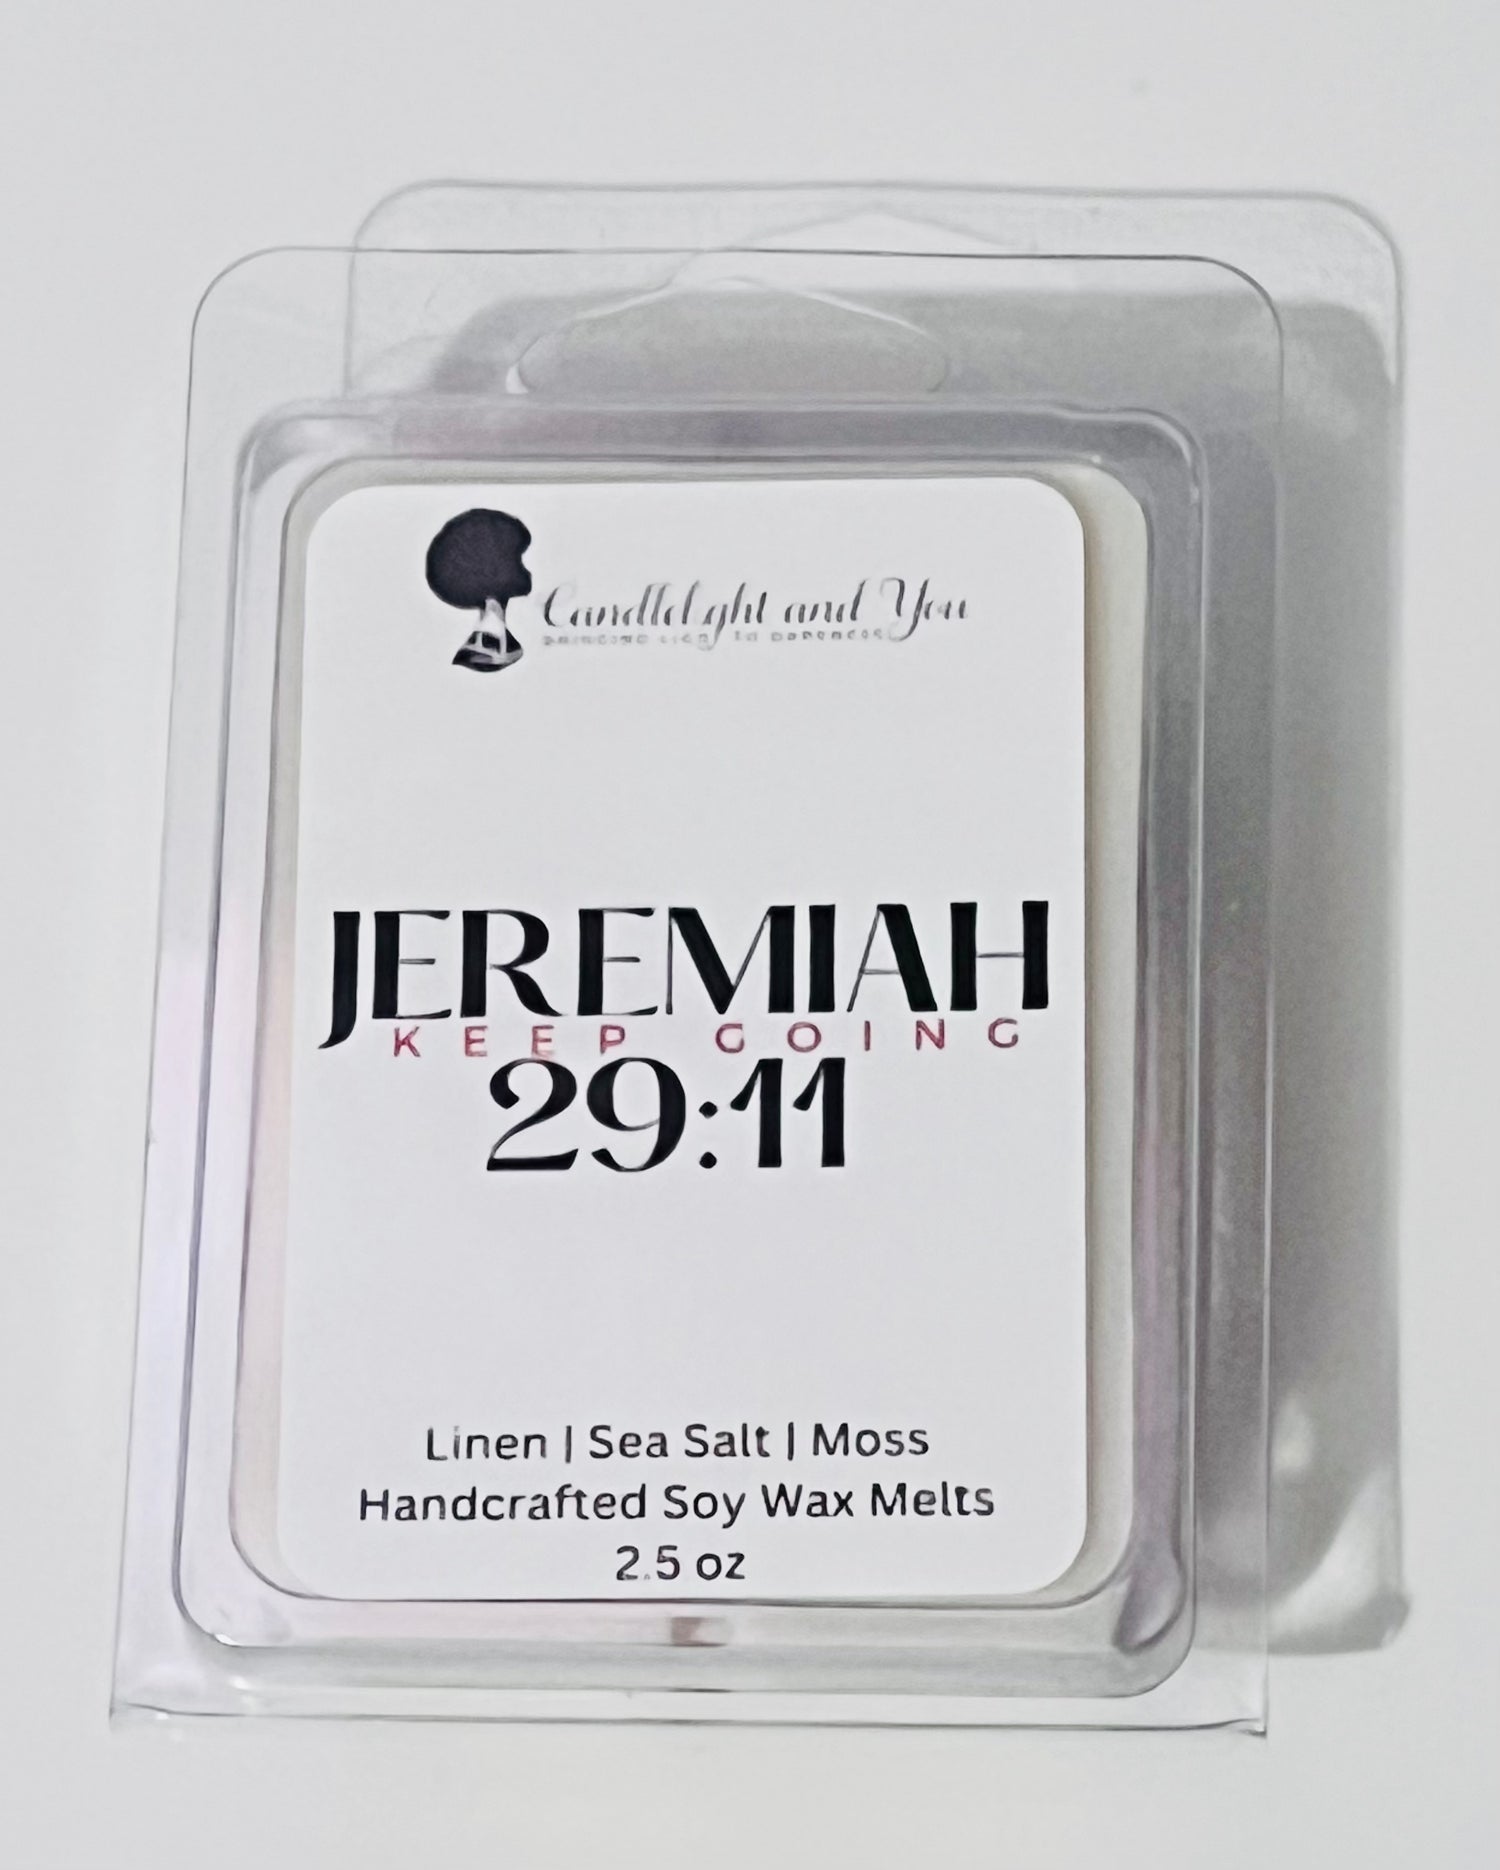 Candlelight and You
JEREMIAH
KEEP GOING
29:11
Linen | Sea Salt | Moss
Handcrafted Soy Wax Melts
2.5 oz